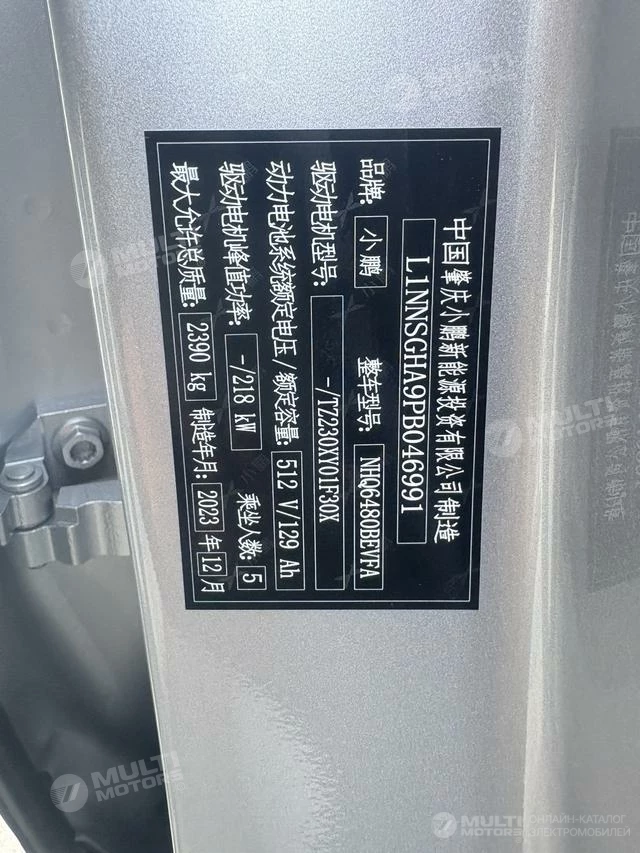 中国肇庆小鹏新能源投资有限公司制造
L1NNSGHA9PB046991
品牌: 小鹏 整车型号: NHQ6480BEVFA
驱动电机型号: -/TZ230XY01F30X
动力电池系统额定电压/额定容量: 512 V/129 Ah
驱动电机峰值功率: -/218 kW 乘坐人数: 5
最大允许总质量: 2390 kg 制造年月: 2023 年 12 月
MULTI MOTORS
MULTI MOTORS
MULTI MOTORS
MULTI MOTORS ОНЛАЙН-КАТАЛОГ ЭЛЕКТРОМОБИЛЕЙ